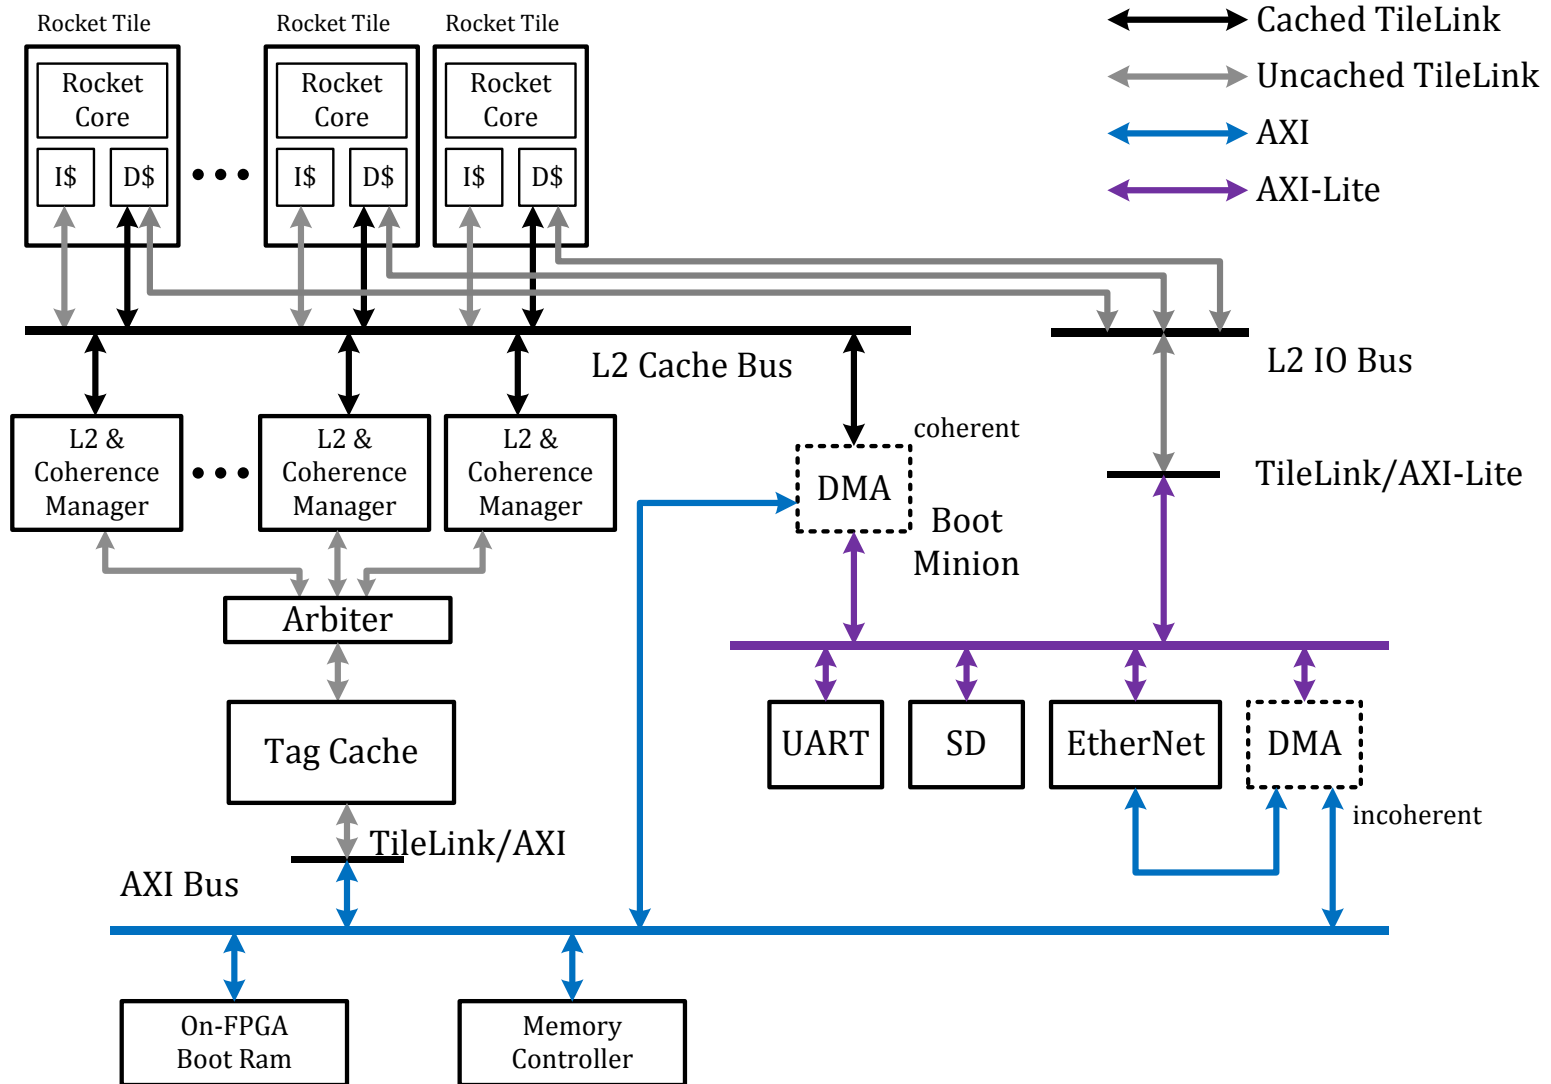 Rocket Tile
Rocket Tile
Rocket Tile
Cached TileLink
Uncached TileLink
AXI
AXI-Lite
Rocket
Core
I$
D$
Rocket
Core
I$
D$
Rocket
Core
I$
D$
L2 Cache Bus
L2 IO Bus
L2 &
Coherence
Manager
L2 &
Coherence
Manager
L2 &
Coherence
Manager
coherent
DMA
Boot
Minion
TileLink/AXI-Lite
Arbiter
Tag Cache
UART
SD
EtherNet
DMA
incoherent
TileLink/AXI
AXI Bus
On-FPGA
Boot Ram
Memory
Controller